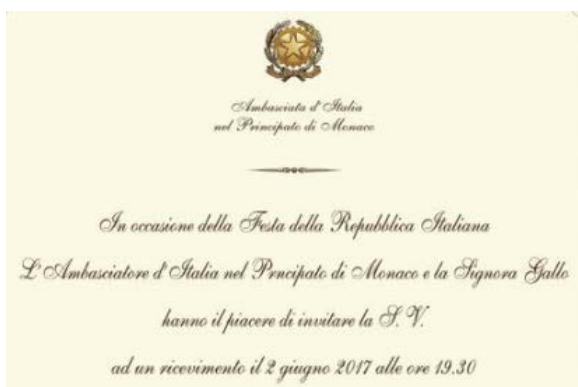 Ambasciata d'Italia
nel Principato di Monaco
In occasione della Festa della Repubblica Italiana
L'Ambasciatore d'Italia nel Prncipato di Monaco e la Signora Gallo
hanno il piacere di invitare la S. V.
ad un ricevimento il 2 giugno 2017 alle ore 19.30